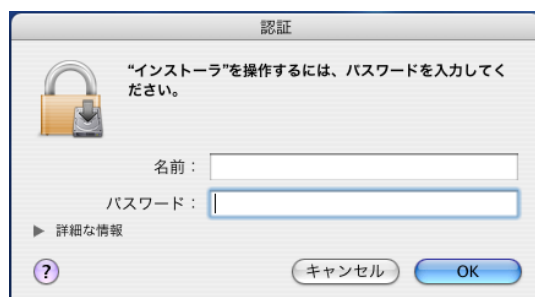 認証
“インストーラ”を操作するには、パスワードを入力してく
ださい。
名前：
パスワード：
▶ 詳細な情報
?
キャンセル
OK